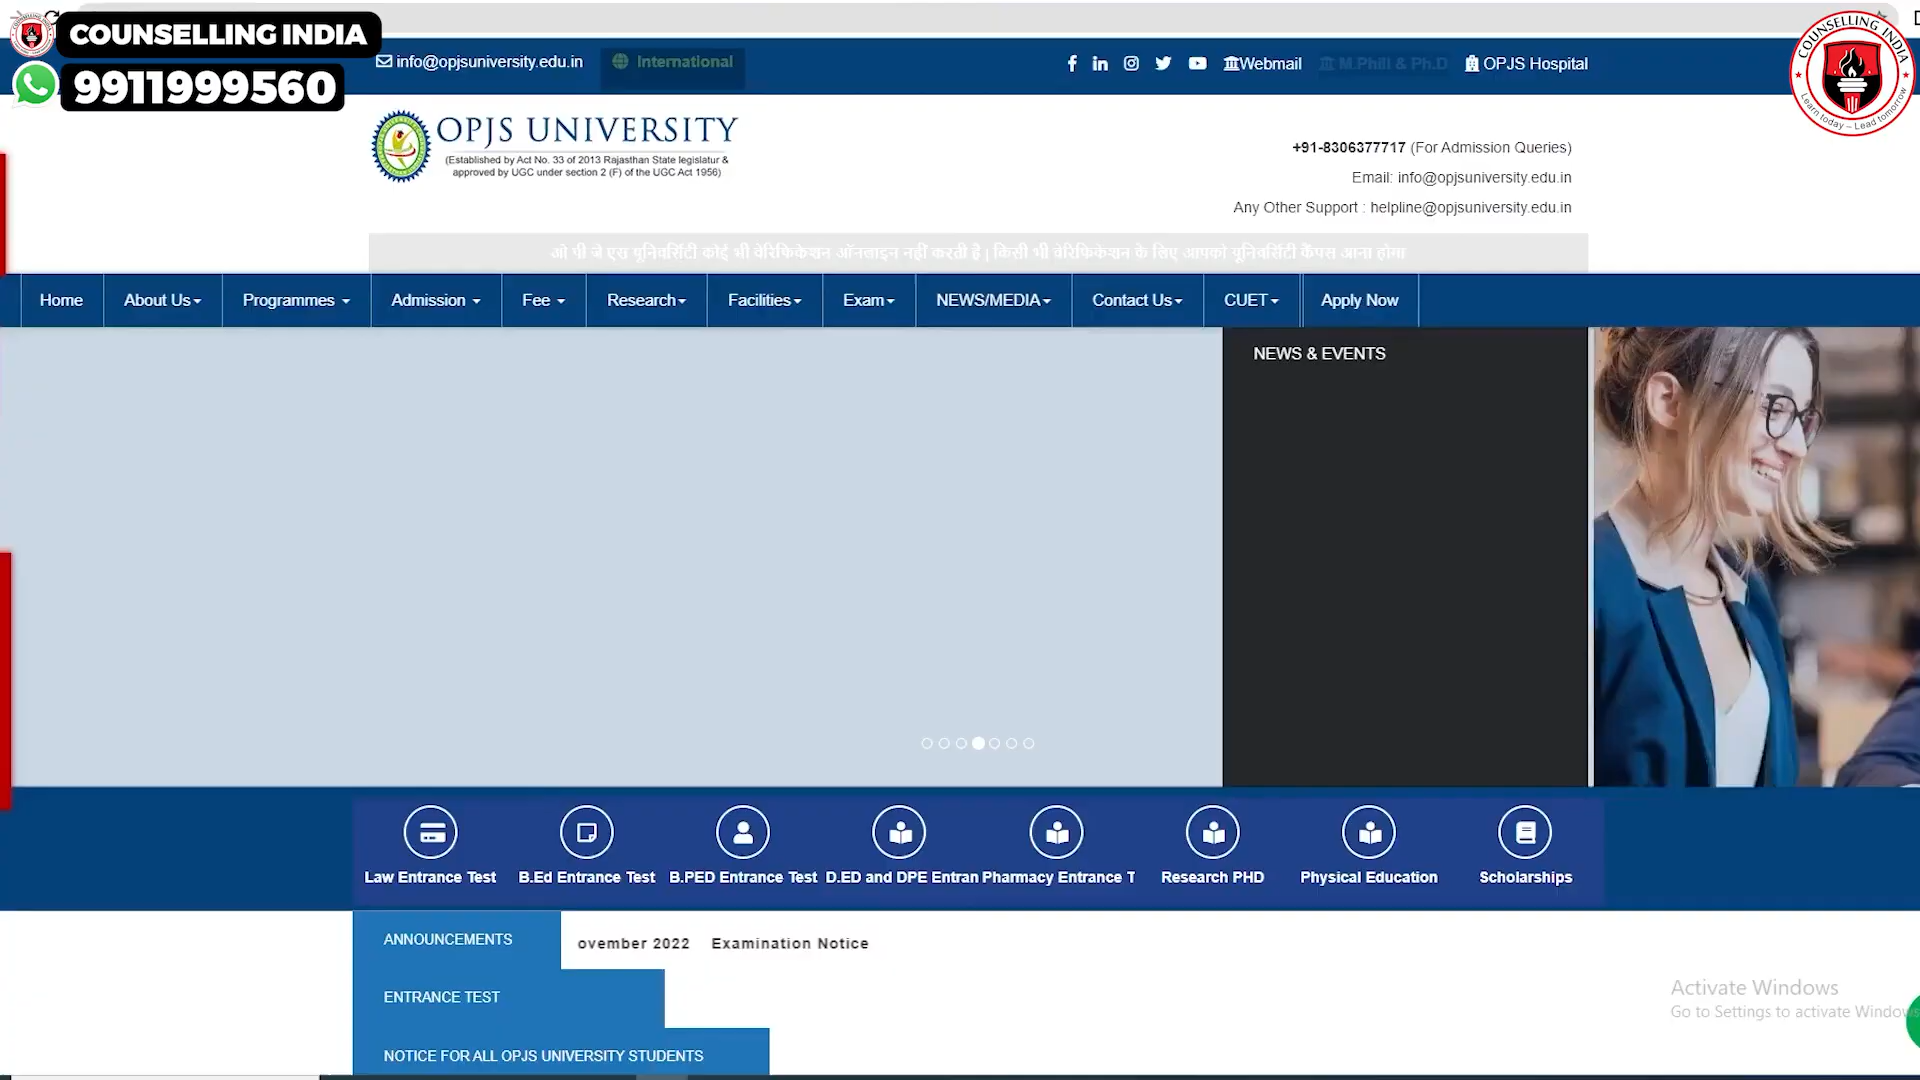 COUNSELLING INDIA
9911999560
info@opjsuniversity.edu.in
International
Webmail
M.Phill & Ph.D
OPJS Hospital
COUNSELLING INDIA
Learn today – Lead tomorrow
OPJS UNIVERSITY
(Established by Act No. 33 of 2013 Rajasthan State legislatur &
approved by UGC under section 2 (F) of the UGC Act 1956)
+91-8306377717 (For Admission Queries)
Email: info@opjsuniversity.edu.in
Any Other Support : helpline@opjsuniversity.edu.in
ओ पी जे एस यूनिवर्सिटी कोई भी वेरिफिकेशन ऑनलाइन नहीं करती है | किसी भी वेरिफिकेशन के लिए आपको यूनिवर्सिटी कैंपस आना होगा
Home
About Us
Programmes
Admission
Fee
Research
Facilities
Exam
NEWS/MEDIA
Contact Us
CUET
Apply Now
NEWS & EVENTS
Law Entrance Test
B.Ed Entrance Test
B.PED Entrance Test
D.ED and DPE Entran
Pharmacy Entrance T
Research PHD
Physical Education
Scholarships
ANNOUNCEMENTS
ovember 2022 Examination Notice
ENTRANCE TEST
NOTICE FOR ALL OPJS UNIVERSITY STUDENTS
Activate Windows
Go to Settings to activate Windows